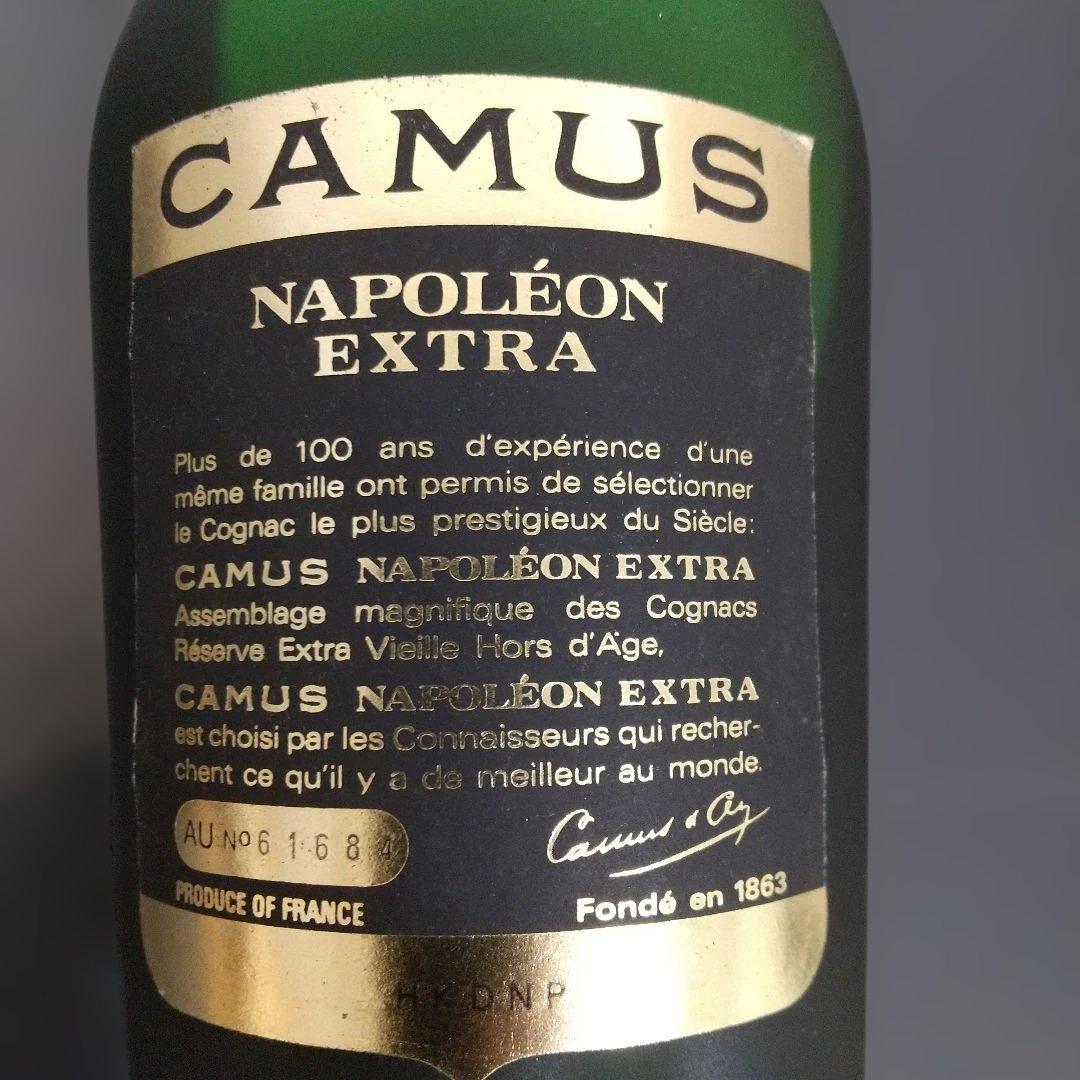 CAMUS
NAPOLÉON
EXTRA
Plus de 100 ans d'expérience d'une
même famille ont permis de sélectionner
le Cognac le plus prestigieux du Siècle:
CAMUS NAPOLÉON EXTRA
Assemblage magnifique des Cognacs
Réserve Extra Vieille Hors d'Âge,
CAMUS NAPOLÉON EXTRA
est choisi par les Connaisseurs qui recher-
chent ce qu'il y a de meilleur au monde.
AU Nº 61684
Camus & Cie
PRODUCE OF FRANCE
Fondé en 1863
HKDNP